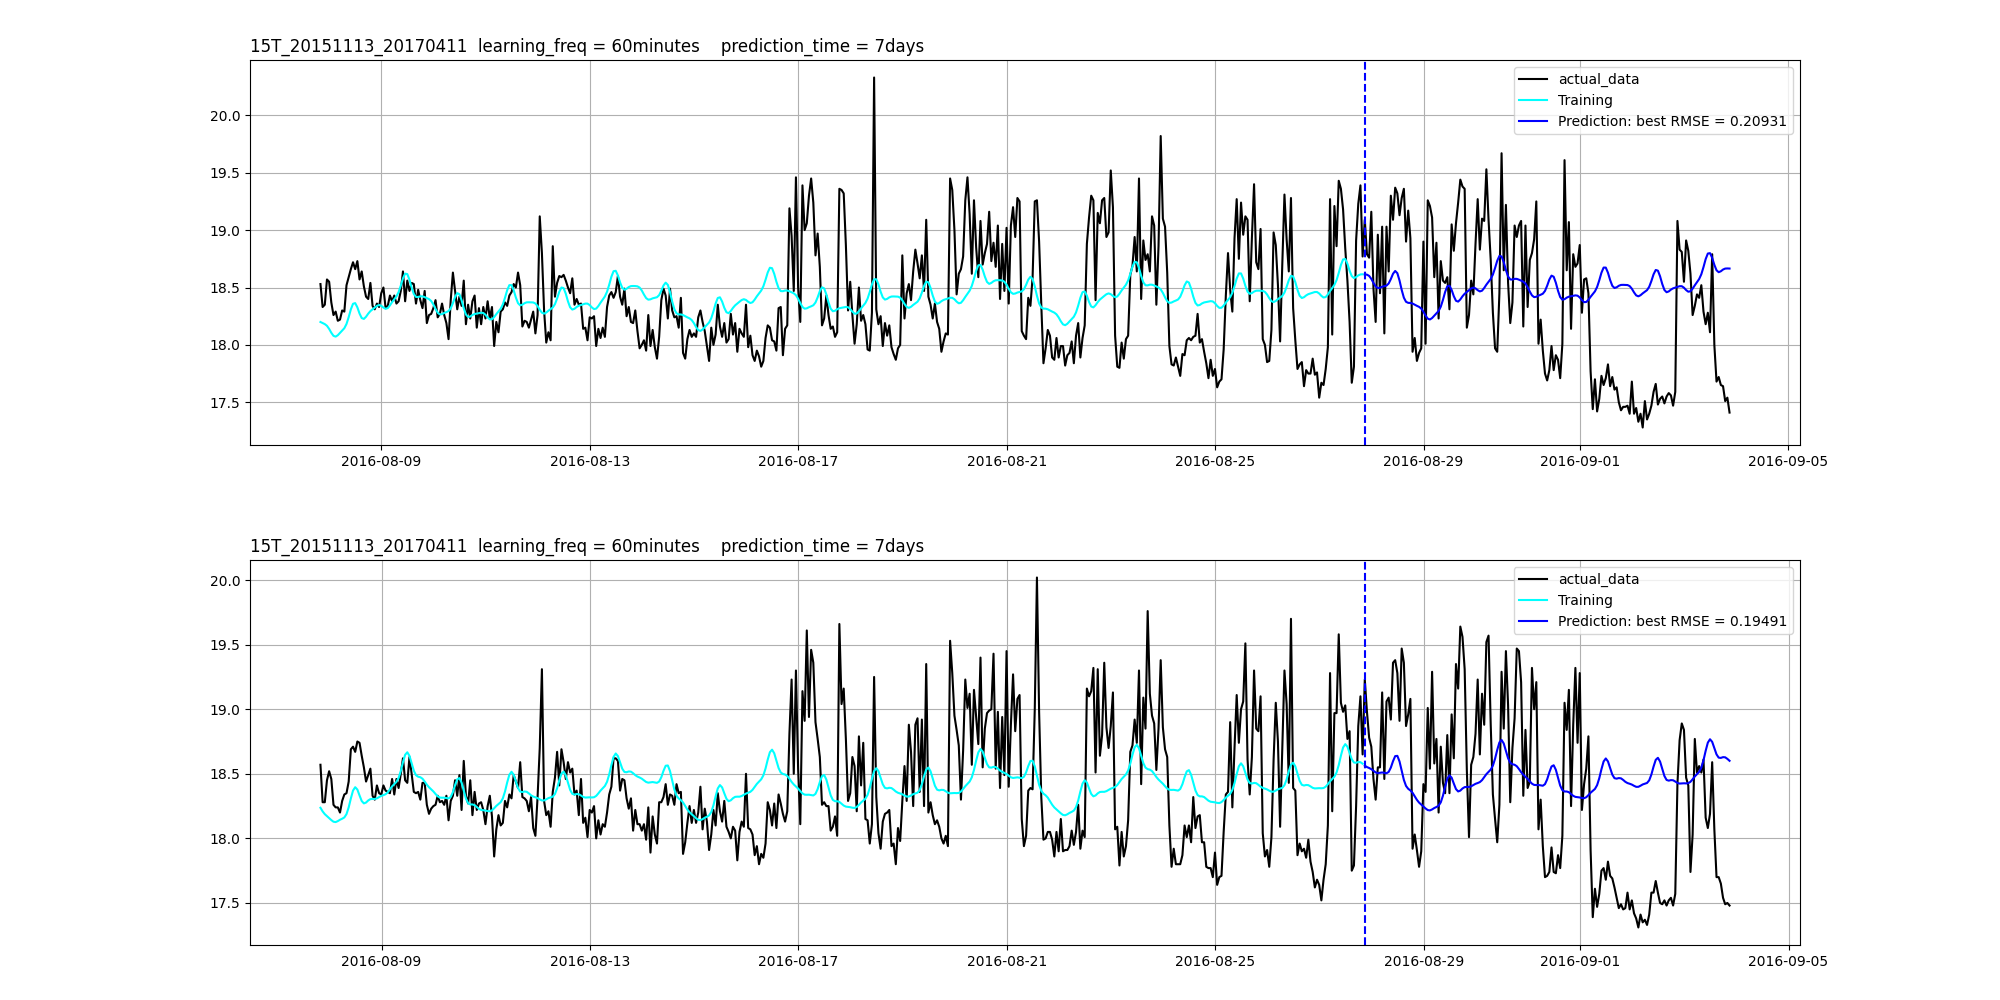 15T_20151113_20170411  learning_freq = 60minutes    prediction_time = 7days
actual_data
Training
Prediction: best RMSE = 0.20931
20.0
19.5
19.0
18.5
18.0
17.5
2016-08-09 2016-08-13 2016-08-17 2016-08-21 2016-08-25 2016-08-29 2016-09-01 2016-09-05
15T_20151113_20170411  learning_freq = 60minutes    prediction_time = 7days
actual_data
Training
Prediction: best RMSE = 0.19491
20.0
19.5
19.0
18.5
18.0
17.5
2016-08-09 2016-08-13 2016-08-17 2016-08-21 2016-08-25 2016-08-29 2016-09-01 2016-09-05